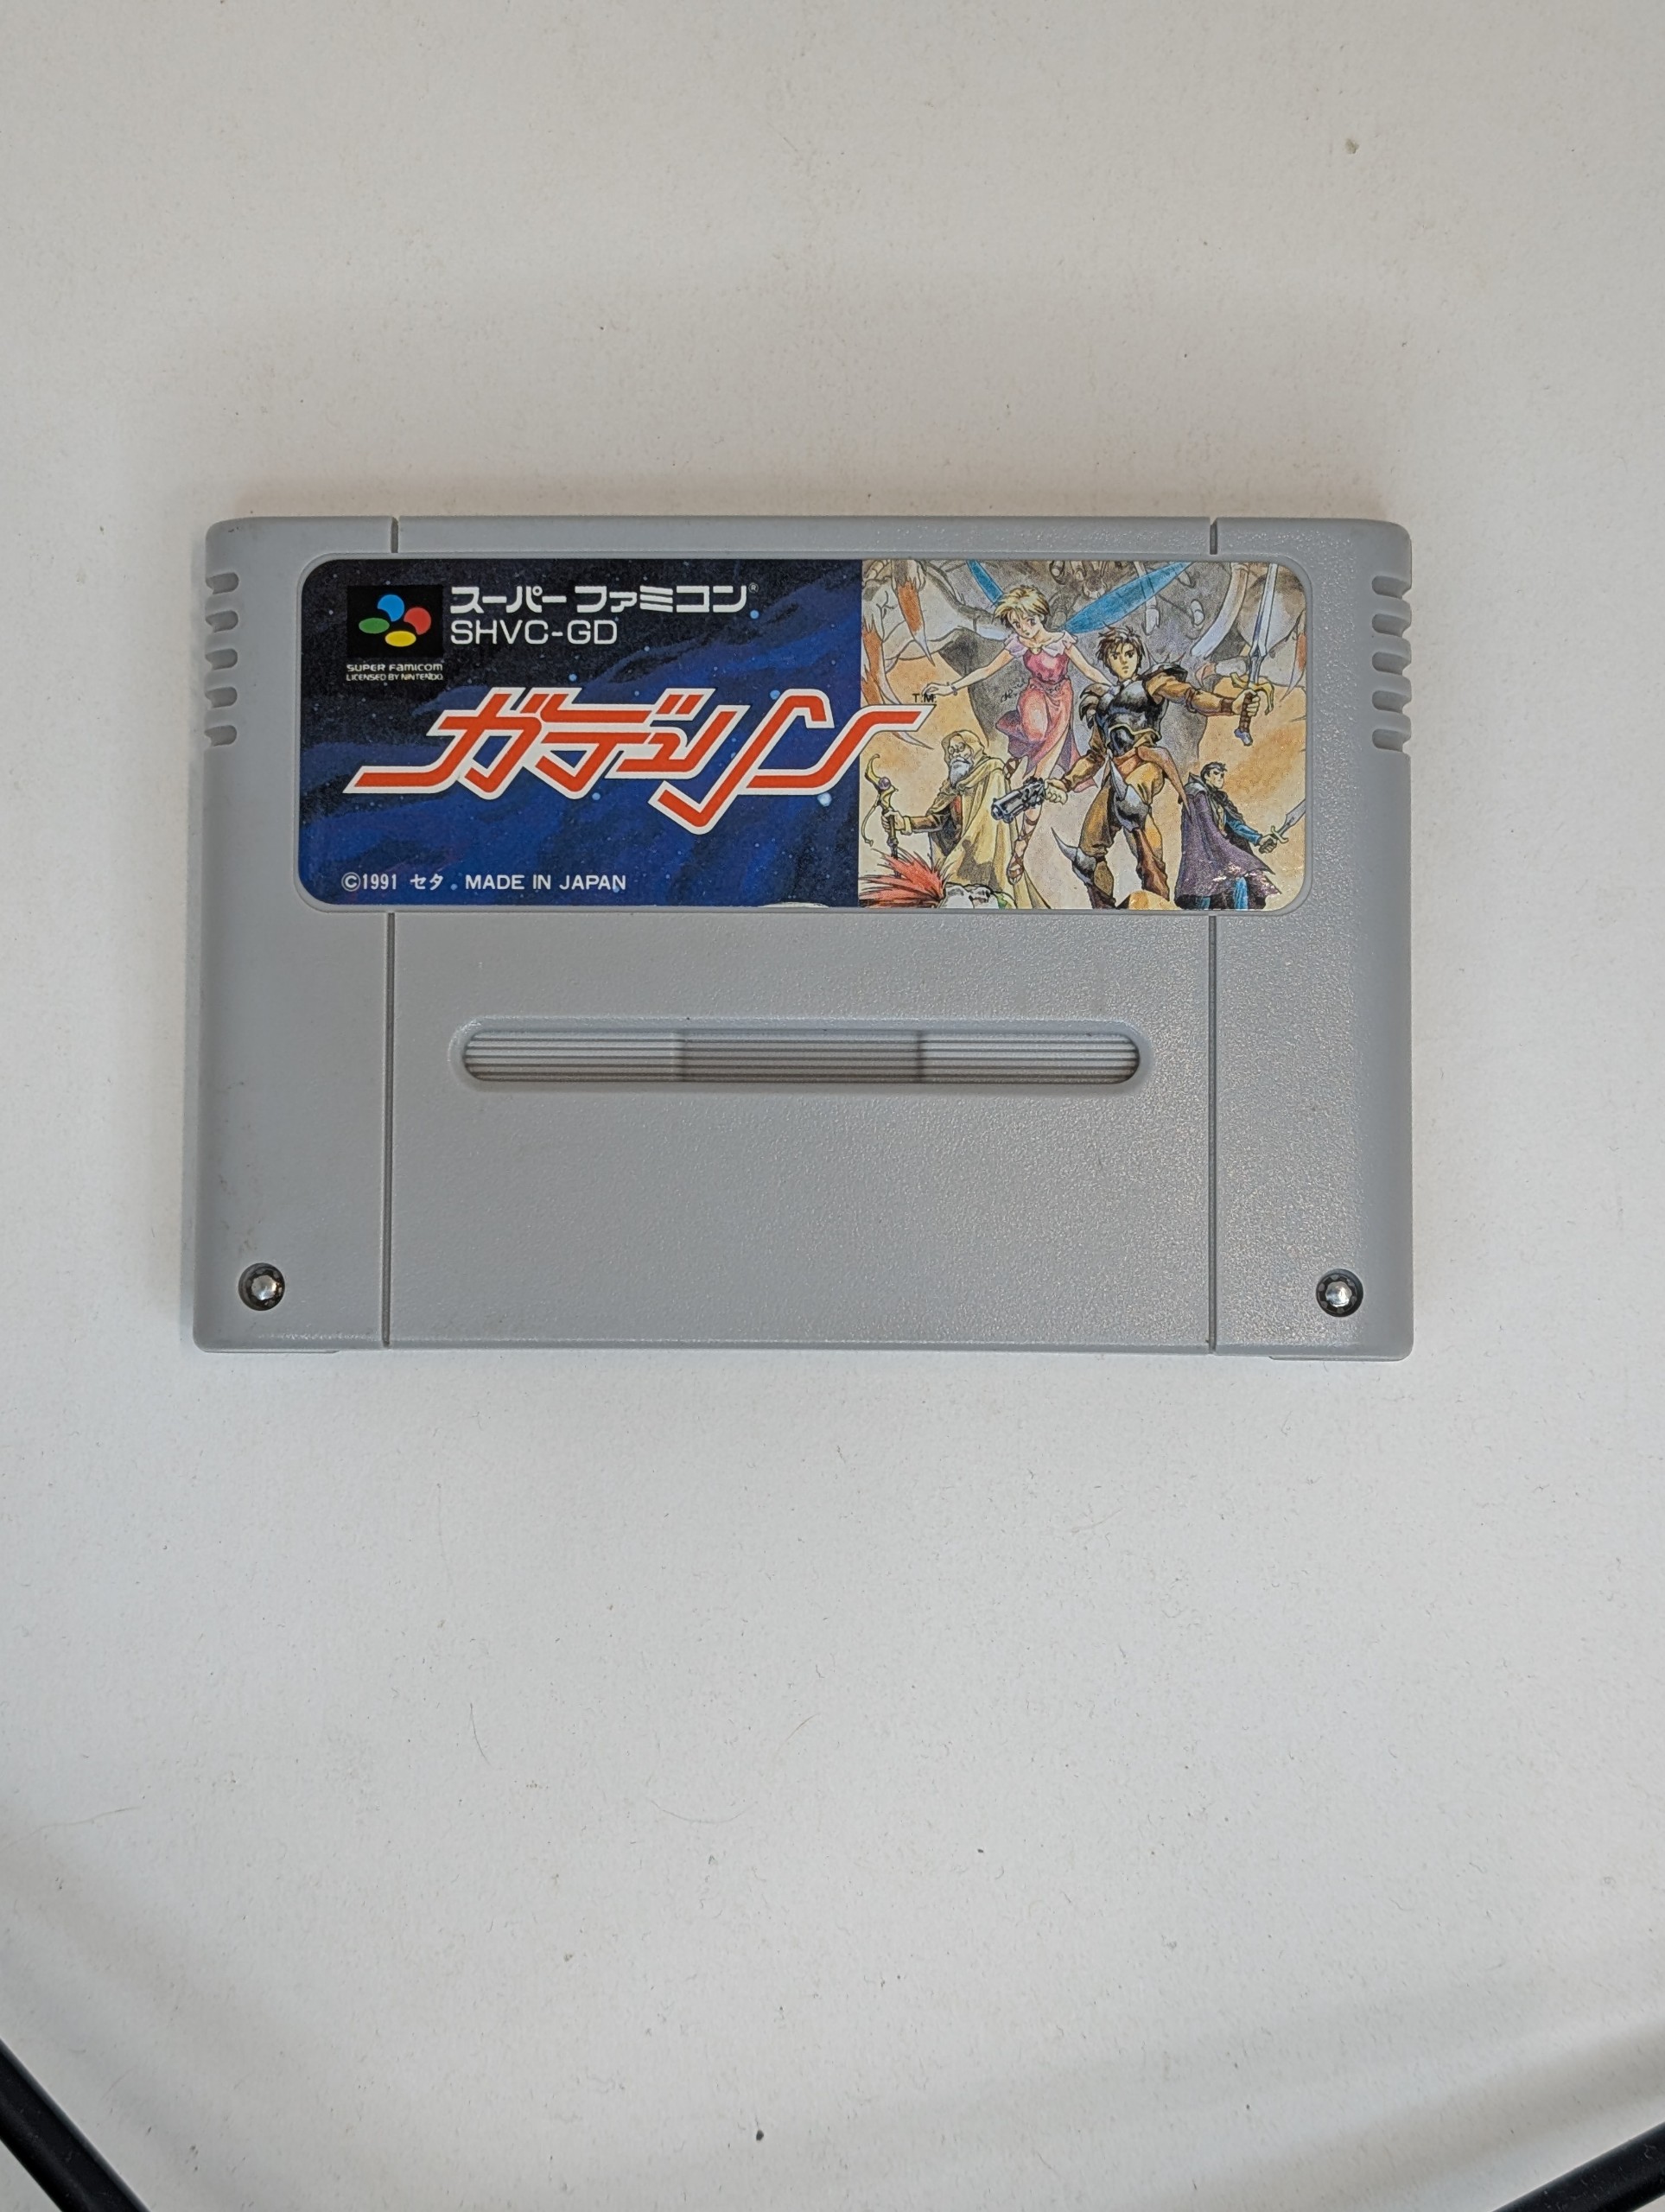 スーパーファミコン®
SHVC-GD
SUPER FAMICOM
LICENSED BY NINTENDO
T.M.
ガデュリン
©1991 セタ. MADE IN JAPAN